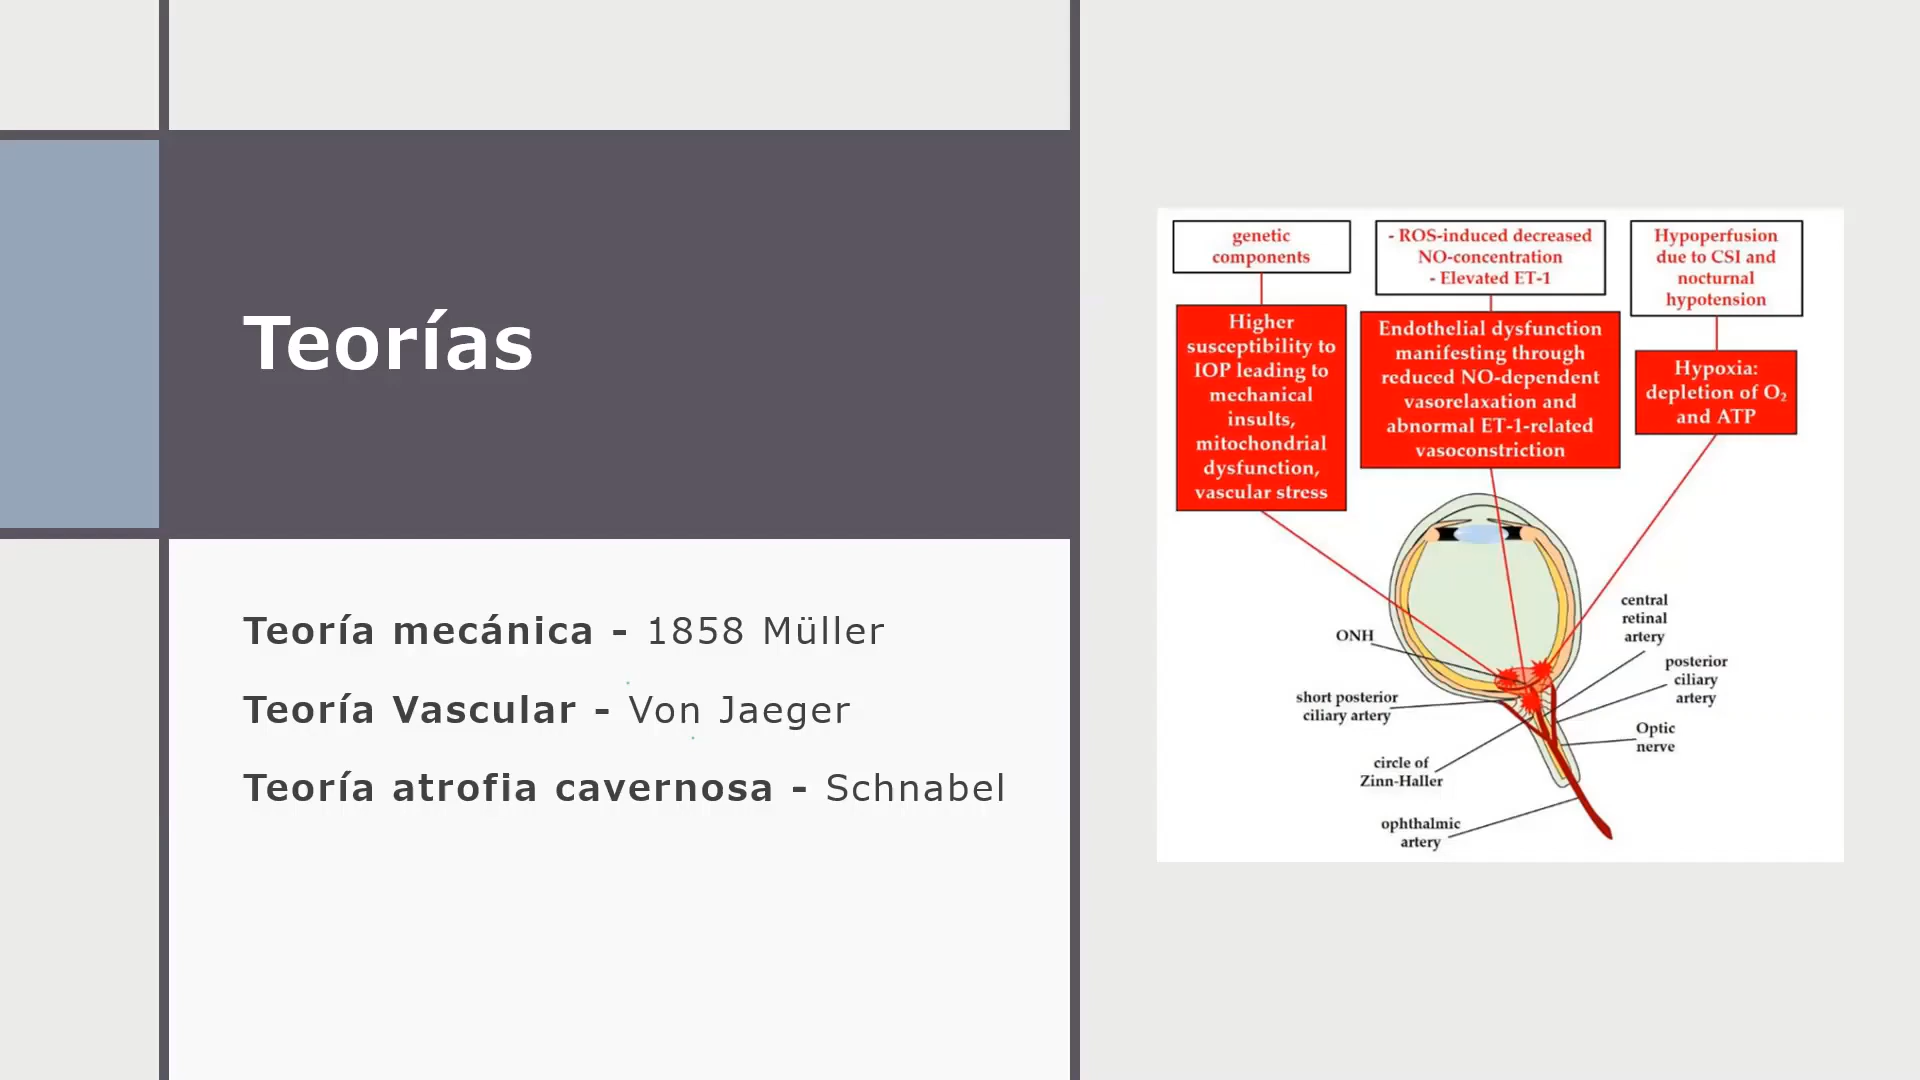 Teorías
Teoría mecánica - 1858 Müller
Teoría Vascular - Von Jaeger
Teoría atrofia cavernosa - Schnabel
genetic
components
Higher
susceptibility to
IOP leading to
mechanical
insults,
mitochondrial
dysfunction,
vascular stress
- ROS-induced decreased
NO-concentration
- Elevated ET-1
Endothelial dysfunction
manifesting through
reduced NO-dependent
vasorelaxation and
abnormal ET-1-related
vasoconstriction
Hypoperfusion
due to CSI and
nocturnal
hypotension
Hypoxia:
depletion of O₂
and ATP
ONH
short posterior
ciliary artery
circle of
Zinn-Haller
ophthalmic
artery
central
retinal
artery
posterior
ciliary
artery
Optic
nerve